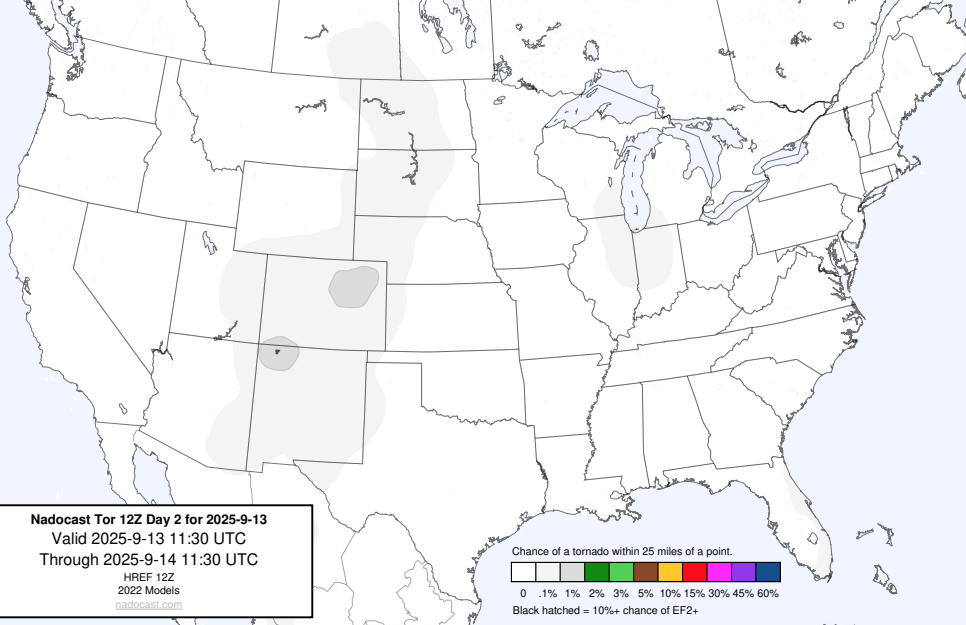 Nadocast Tor 12Z Day 2 for 2025-9-13
Valid 2025-9-13 11:30 UTC
Through 2025-9-14 11:30 UTC
HREF 12Z
2022 Models
nadocast.com
Chance of a tornado within 25 miles of a point.
0 .1% 1% 2% 3% 5% 10% 15% 30% 45% 60%
Black hatched = 10%+ chance of EF2+